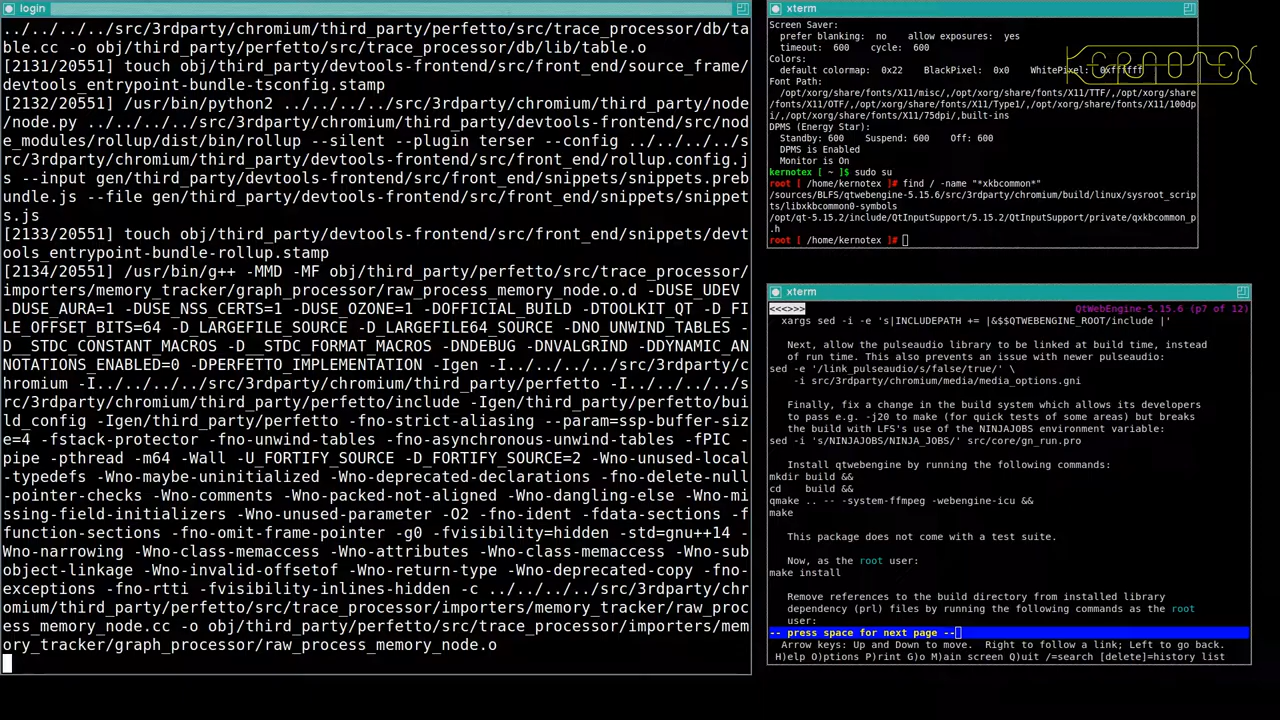 login
../../../../src/3rdparty/chromium/third_party/perfetto/src/trace_processor/db/ta
ble.cc -o obj/third_party/perfetto/src/trace_processor/db/lib/table.o
[2131/20551] touch obj/third_party/devtools-frontend/src/front_end/source_frame/
devtools_entrypoint-bundle-tsconfig.stamp
[2132/20551] /usr/bin/python2 ../../../../src/3rdparty/chromium/third_party/node
/node.py ../../../../src/3rdparty/chromium/third_party/devtools-frontend/src/nod
e_modules/rollup/dist/bin/rollup --silent --plugin terser --config ../../../../s
rc/3rdparty/chromium/third_party/devtools-frontend/src/front_end/rollup.config.j
s --input gen/third_party/devtools-frontend/src/front_end/snippets/snippets.preb
undle.js --file gen/third_party/devtools-frontend/src/front_end/snippets/snippet
s.js
[2133/20551] touch obj/third_party/devtools-frontend/src/front_end/snippets/devt
ools_entrypoint-bundle-rollup.stamp
[2134/20551] /usr/bin/g++ -MMD -MF obj/third_party/perfetto/src/trace_processor/
importers/memory_tracker/graph_processor/raw_process_memory_node.o.d -DUSE_UDEV
-DUSE_AURA=1 -DUSE_NSS_CERTS=1 -DUSE_OZONE=1 -DOFFICIAL_BUILD -DTOOLKIT_QT -D_FI
LE_OFFSET_BITS=64 -D_LARGEFILE_SOURCE -D_LARGEFILE64_SOURCE -DNO_UNWIND_TABLES -
D__STDC_CONSTANT_MACROS -D__STDC_FORMAT_MACROS -DNDEBUG -DNVALGRIND -DDYNAMIC_AN
NOTATIONS_ENABLED=0 -DPERFETTO_IMPLEMENTATION -Igen -I../../../../src/3rdparty/c
hromium -I../../../../src/3rdparty/chromium/third_party/perfetto -I../../../../s
rc/3rdparty/chromium/third_party/perfetto/include -Igen/third_party/perfetto/bui
ld_config -Igen/third_party/perfetto -fno-strict-aliasing --param=ssp-buffer-siz
e=4 -fstack-protector -fno-unwind-tables -fno-asynchronous-unwind-tables -fPIC -
pipe -pthread -m64 -Wall -U_FORTIFY_SOURCE -D_FORTIFY_SOURCE=2 -Wno-unused-local
-typedefs -Wno-maybe-uninitialized -Wno-deprecated-declarations -fno-delete-null
-pointer-checks -Wno-comments -Wno-packed-not-aligned -Wno-dangling-else -Wno-mi
ssing-field-initializers -Wno-unused-parameter -O2 -fno-ident -fdata-sections -f
function-sections -fno-omit-frame-pointer -g0 -fvisibility=hidden -std=gnu++14 -
Wno-narrowing -Wno-class-memaccess -Wno-attributes -Wno-class-memaccess -Wno-sub
object-linkage -Wno-invalid-offsetof -Wno-return-type -Wno-deprecated-copy -fno-
exceptions -fno-rtti -fvisibility-inlines-hidden -c ../../../../src/3rdparty/chr
omium/third_party/perfetto/src/trace_processor/importers/memory_tracker/raw_proc
ess_memory_node.cc -o obj/third_party/perfetto/src/trace_processor/importers/mem
ory_tracker/graph_processor/raw_process_memory_node.o
xterm
Screen Saver:
prefer blanking:  no    allow exposures:  yes
timeout:  600    cycle:  600
Colors:
default colormap: 0x22    BlackPixel: 0x0    WhitePixel: 0xffffff
Font Path:
/opt/xorg/share/fonts/X11/misc/,/opt/xorg/share/fonts/X11/TTF/,/opt/xorg/share
/fonts/X11/OTF/,/opt/xorg/share/fonts/X11/Type1/,/opt/xorg/share/fonts/X11/100dp
i/,/opt/xorg/share/fonts/X11/75dpi/,built-ins
DPMS (Energy Star):
Standby: 600    Suspend: 600    Off: 600
DPMS is Enabled
Monitor is On
kernotex [ ~ ]$ sudo su
root [ /home/kernotex ]# find / -name "*xkbcommon*"
/sources/BLFS/qtwebengine-5.15.6/src/3rdparty/chromium/build/linux/sysroot_scrip
ts/libxkbcommon0-symbols
/opt/qt-5.15.2/include/QtInputSupport/5.15.2/QtInputSupport/private/qxkbcommon_p
.h
root [ /home/kernotex ]#
KERNOTEX
xterm
<<<>>> QtWebEngine-5.15.6 (p7 of 12)
xargs sed -i -e 's|INCLUDEPATH += |&$$QTWEBENGINE_ROOT/include |'
Next, allow the pulseaudio library to be linked at build time, instead
of run time. This also prevents an issue with newer pulseaudio:
sed -e '/link_pulseaudio/s/false/true/' \
-i src/3rdparty/chromium/media/media_options.gni
Finally, fix a change in the build system which allows its developers
to pass e.g. -j20 to make (for quick tests of some areas) but breaks
the build with LFS's use of the NINJAJOBS environment variable:
sed -i 's/NINJAJOBS/NINJA_JOBS/' src/core/gn_run.pro
Install qtwebengine by running the following commands:
mkdir build &&
cd    build &&
qmake .. -- -system-ffmpeg -webengine-icu &&
make
This package does not come with a test suite.
Now, as the root user:
make install
Remove references to the build directory from installed library
dependency (prl) files by running the following commands as the root
user:
-- press space for next page --
Arrow keys: Up and Down to move.  Right to follow a link; Left to go back.
H)elp O)ptions P)rint G)o M)ain screen Q)uit /=search [delete]=history list